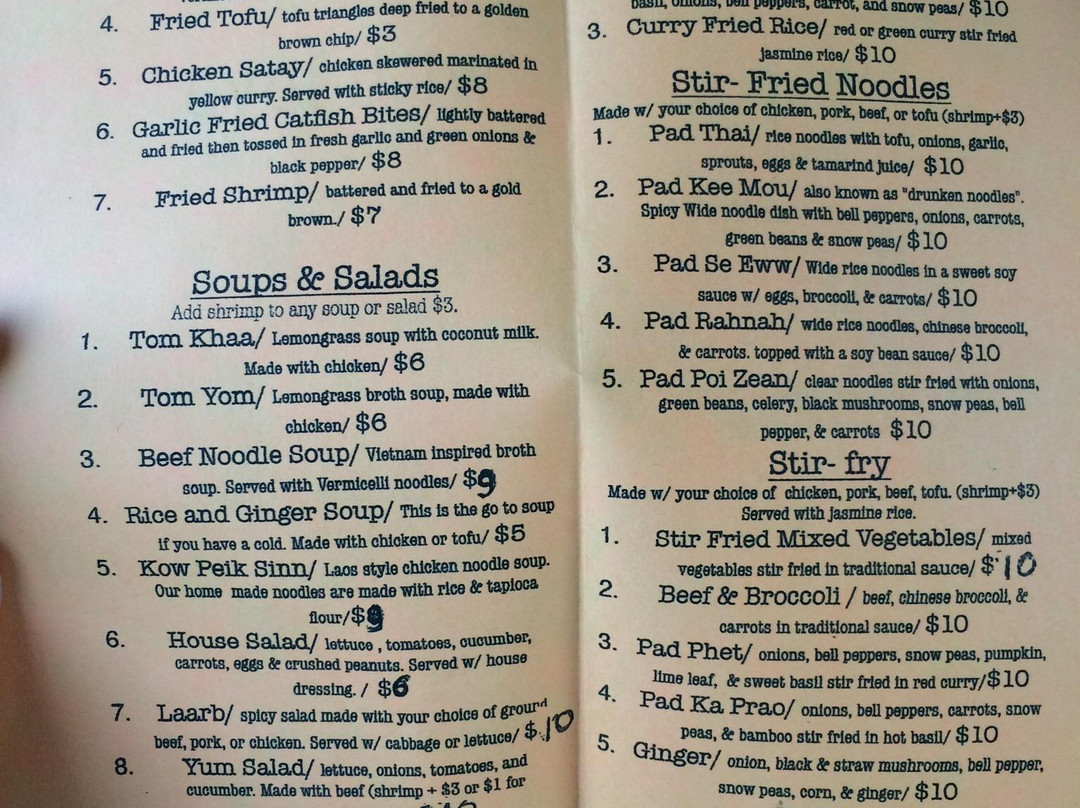 4. Fried Tofu/ tofu triangles deep fried to a golden
brown chip/ $3
5. Chicken Satay/ chicken skewered marinated in
yellow curry. Served with sticky rice/ $8
6. Garlic Fried Catfish Bites/ lightly battered
and fried then tossed in fresh garlic and green onions &
black pepper/ $8
7. Fried Shrimp/ battered and fried to a gold
brown./ $7
Soups & Salads
Add shrimp to any soup or salad $3.
1. Tom Khaa/ Lemongrass soup with coconut milk.
Made with chicken/ $6
2. Tom Yom/ Lemongrass broth soup, made with
chicken/ $6
3. Beef Noodle Soup/ Vietnam inspired broth
soup. Served with Vermicelli noodles/ $9
4. Rice and Ginger Soup/ This is the go to soup
if you have a cold. Made with chicken or tofu/ $5
5. Kow Peik Sinn/ Laos style chicken noodle soup.
Our home made noodles are made with rice & tapioca
flour/$9
6. House Salad/ lettuce , tomatoes, cucumber,
carrots, eggs & crushed peanuts. Served w/ house
dressing. / $6
7. Laarb/ spicy salad made with your choice of ground
beef, pork, or chicken. Served w/ cabbage or lettuce/ $10
8. Yum Salad/ lettuce, onions, tomatoes, and
cucumber. Made with beef (shrimp + $3 or $1 for
basil, onions, bell peppers, carrot, and snow peas/ $10
3. Curry Fried Rice/ red or green curry stir fried
jasmine rice/ $10
Stir- Fried Noodles
Made w/ your choice of chicken, pork, beef, or tofu (shrimp+$3)
1. Pad Thai/ rice noodles with tofu, onions, garlic,
sprouts, eggs & tamarind juice/ $10
2. Pad Kee Mou/ also known as "drunken noodles".
Spicy Wide noodle dish with bell peppers, onions, carrots,
green beans & snow peas/ $10
3. Pad Se Eww/ Wide rice noodles in a sweet soy
sauce w/ eggs, broccoli, & carrots/ $10
4. Pad Rahnah/ wide rice noodles, chinese broccoli,
& carrots. topped with a soy bean sauce/ $10
5. Pad Poi Zean/ clear noodles stir fried with onions,
green beans, celery, black mushrooms, snow peas, bell
pepper, & carrots $10
Stir- fry
Made w/ your choice of chicken, pork, beef, tofu. (shrimp+$3)
Served with jasmine rice.
1. Stir Fried Mixed Vegetables/ mixed
vegetables stir fried in traditional sauce/ $10
2. Beef & Broccoli / beef, chinese broccoli, &
carrots in traditional sauce/ $10
3. Pad Phet/ onions, bell peppers, snow peas, pumpkin,
lime leaf, & sweet basil stir fried in red curry/$10
4. Pad Ka Prao/ onions, bell peppers, carrots, snow
peas, & bamboo stir fried in hot basil/ $10
5. Ginger/ onion, black & straw mushrooms, bell pepper,
snow peas, corn, & ginger/ $10